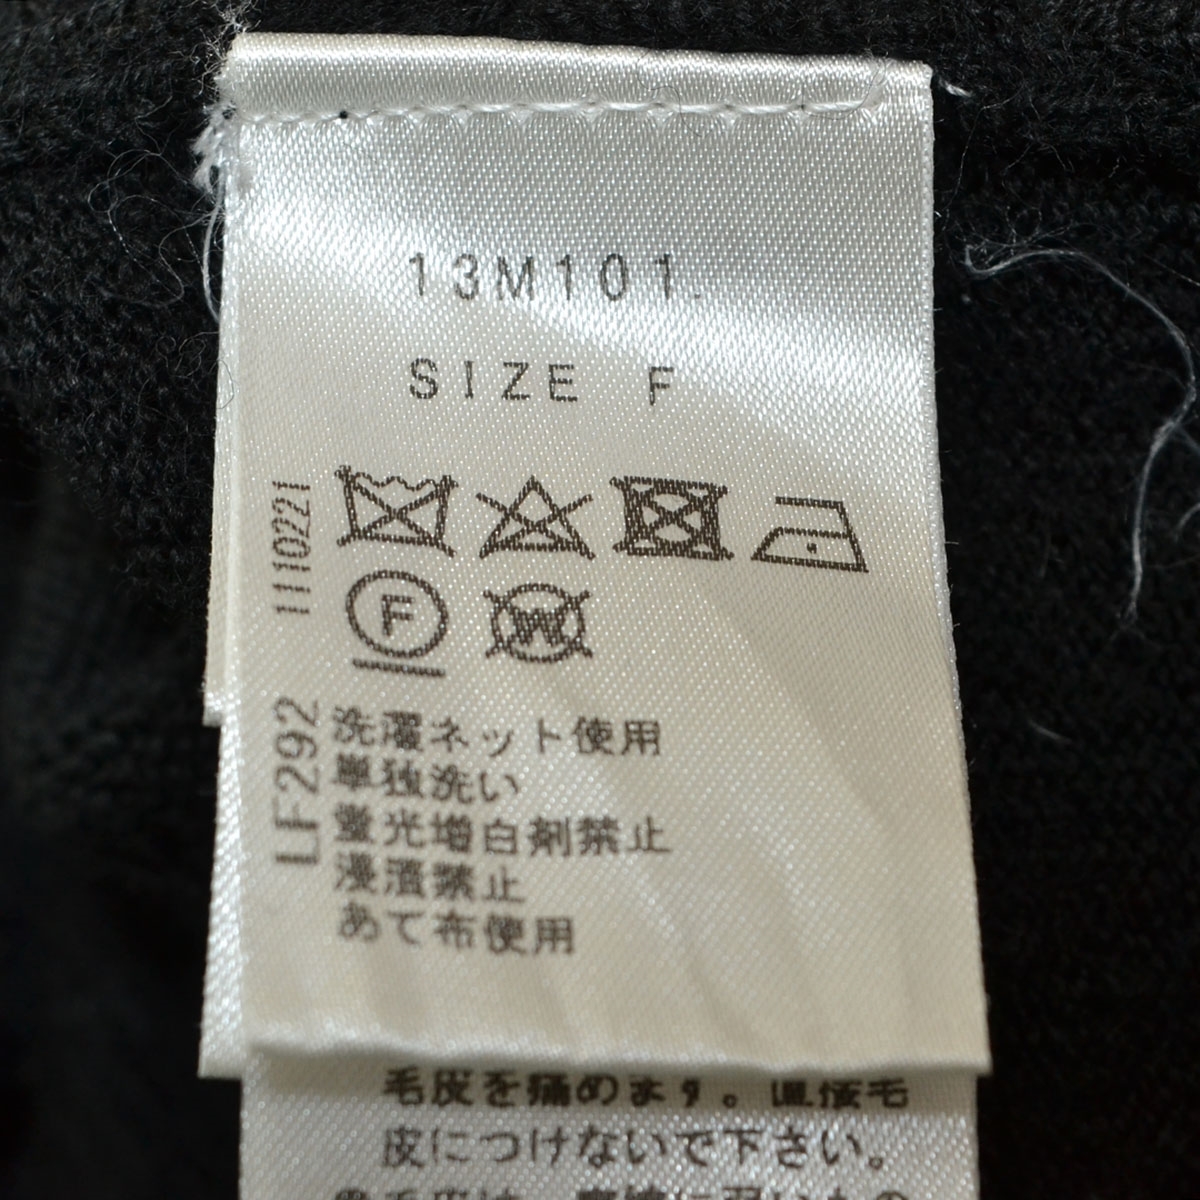 13M101.
SIZE F
1110221
F
W
LF292
洗濯ネット使用
単独洗い
蛍光増白剤禁止
浸漬禁止
あて布使用
毛皮を痛めます。直接毛
皮につけないで下さい。